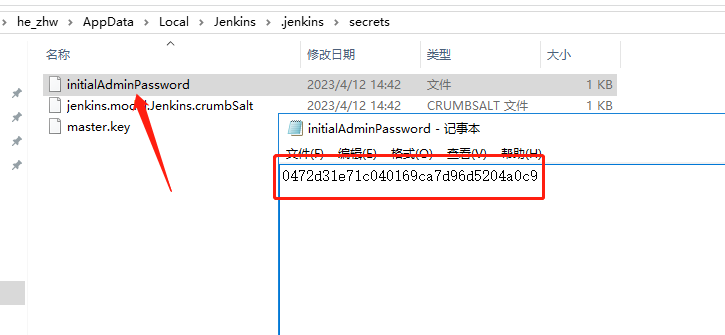 he_zhw > AppData > Local > Jenkins > .jenkins > secrets
名称 修改日期 类型 大小
initialAdminPassword 2023/4/12 14:42 文件 1 KB
jenkins.model.Jenkins.crumbSalt 2023/4/12 14:42 CRUMBSALT 文件 1 KB
master.key
initialAdminPassword - 记事本
文件(F) 编辑(E) 格式(O) 查看(V) 帮助(H)
0472d31e71c040169ca7d96d5204a0c9